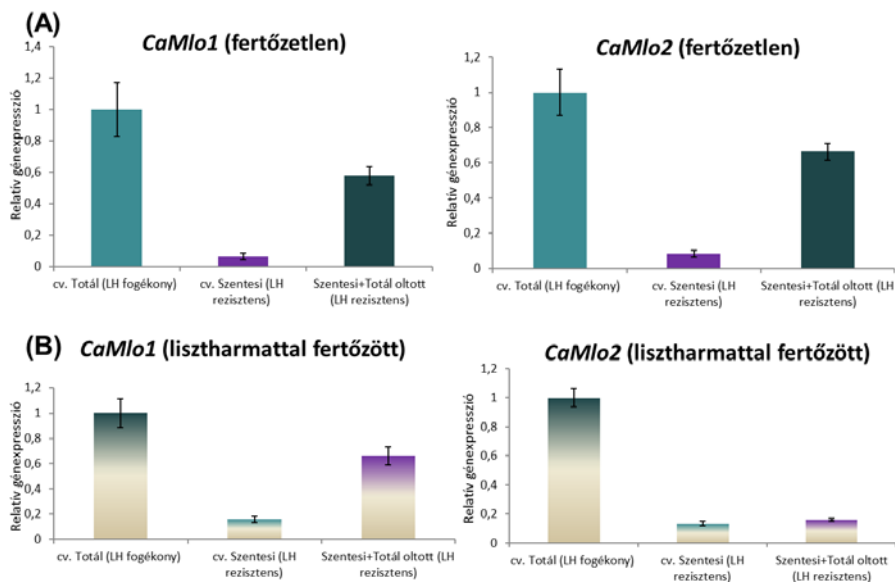 (A)
CaMlo1 (fertőzetlen)
Relatív génexpresszió
1,4
1,2
1
0,8
0,6
0,4
0,2
0
cv. Totál (LH fogékony)
cv. Szentesi (LH
rezisztens)
Szentesi+Totál oltott
(LH rezisztens)
CaMlo2 (fertőzetlen)
Relatív génexpresszió
1,2
1
0,8
0,6
0,4
0,2
0
cv. Totál (LH fogékony)
cv. Szentesi (LH
rezisztens)
Szentesi+Totál oltott
(LH rezisztens)
(B)
CaMlo1 (lisztharmattal fertőzött)
Relatív génexpresszió
1,2
1
0,8
0,6
0,4
0,2
0
cv. Totál (LH fogékony)
cv. Szentesi (LH
rezisztens)
Szentesi+Totál oltott (LH
rezisztens)
CaMlo2 (lisztharmattal fertőzött)
Relatív génexpresszió
1,2
1
0,8
0,6
0,4
0,2
0
cv. Totál (LH fogékony)
cv. Szentesi (LH
rezisztens)
Szentesi+Totál oltott
(LH rezisztens)